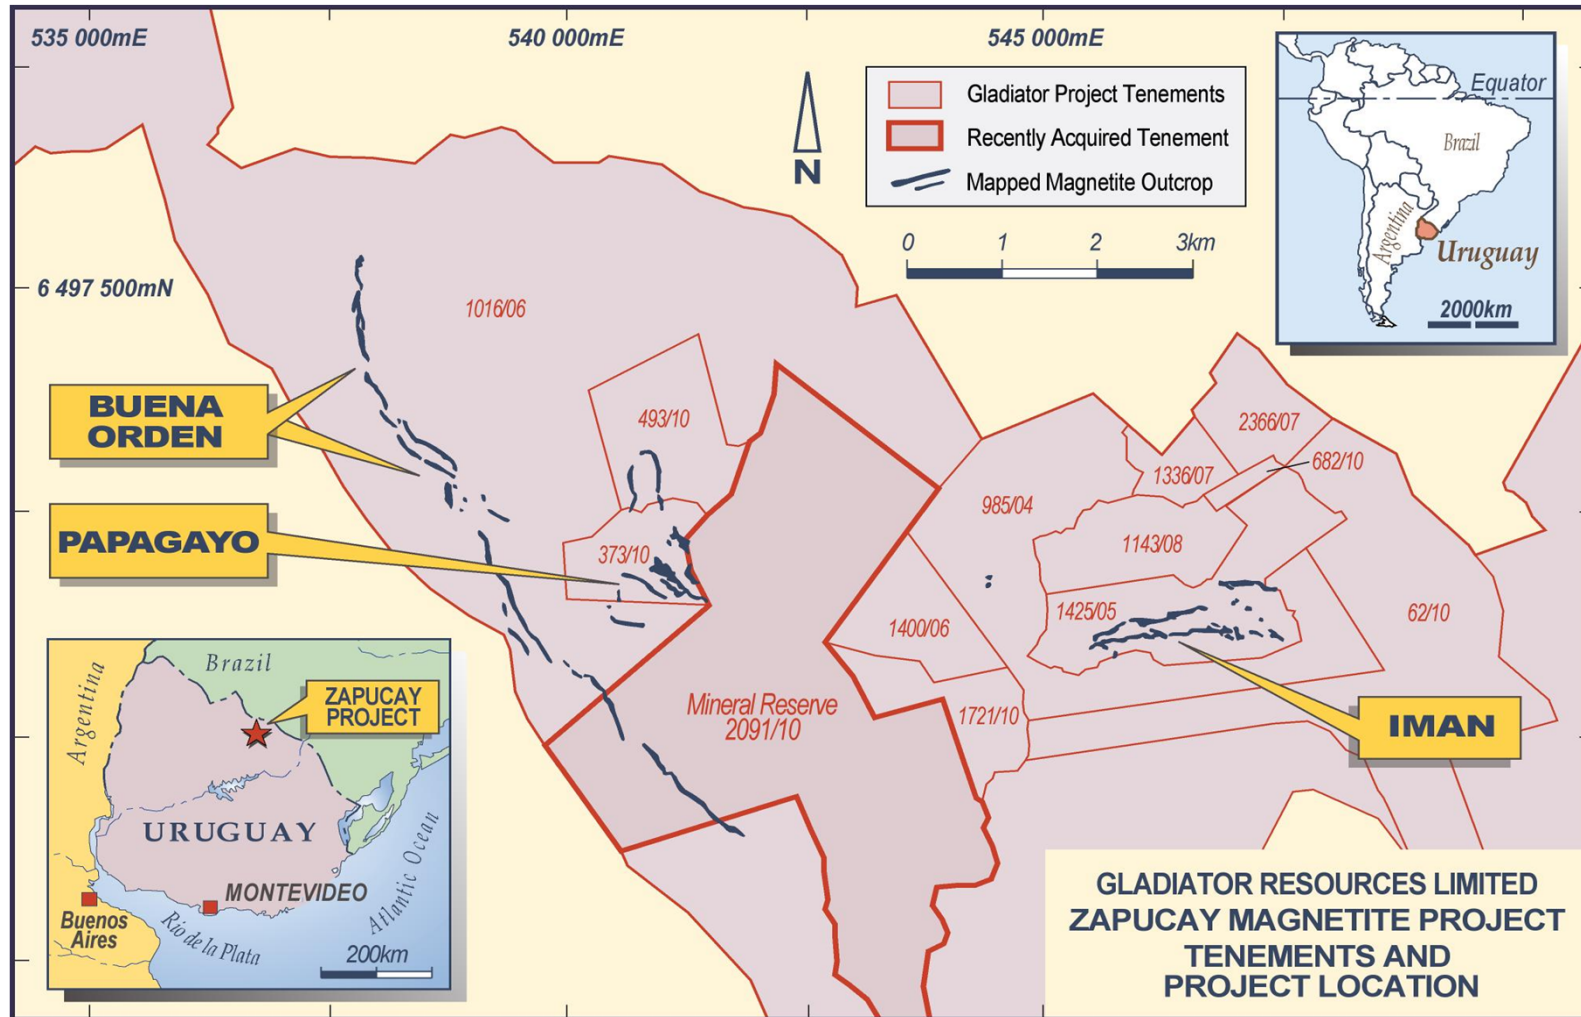 535 000mE
540 000mE
545 000mE
6 497 500mN
N
Gladiator Project Tenements
Recently Acquired Tenement
Mapped Magnetite Outcrop
0 1 2 3km
Equator
Brazil
Argentina
Uruguay
2000km
1016/06
BUENA
ORDEN
493/10
2366/07
682/10
1336/07
985/04
PAPAGAYO
373/10
1143/08
1425/05
62/10
1400/06
Mineral Reserve
2091/10
1721/10
IMAN
Argentina
Brazil
ZAPUCAY
PROJECT
URUGUAY
MONTEVIDEO
Buenos
Aires
Río de la Plata
Atlantic Ocean
200km
GLADIATOR RESOURCES LIMITED
ZAPUCAY MAGNETITE PROJECT
TENEMENTS AND
PROJECT LOCATION